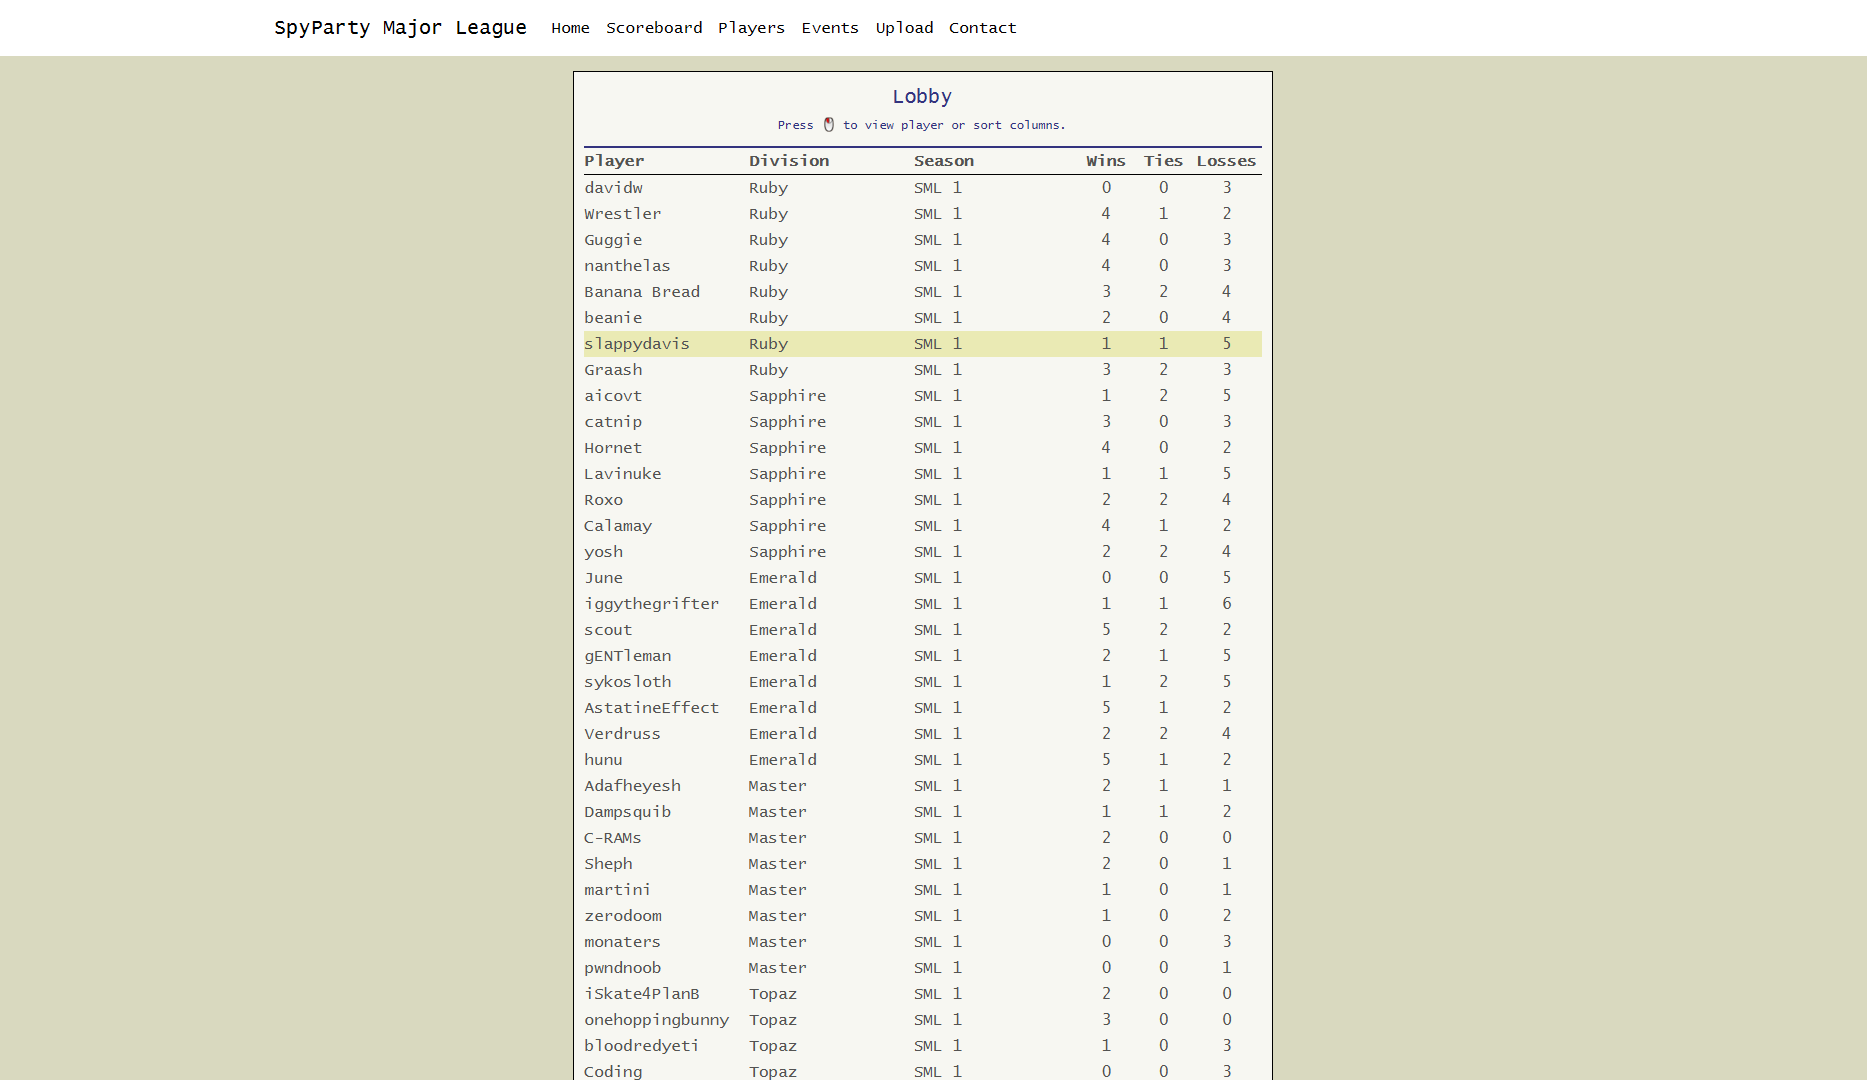 SpyParty Major League Home Scoreboard Players Events Upload Contact
Lobby
Press to view player or sort columns.
Player Division Season Wins Ties Losses
davidw Ruby SML 1 0 0 3
Wrestler Ruby SML 1 4 1 2
Guggie Ruby SML 1 4 0 3
nanthelas Ruby SML 1 4 0 3
Banana Bread Ruby SML 1 3 2 4
beanie Ruby SML 1 2 0 4
slappydavis Ruby SML 1 1 1 5
Graash Ruby SML 1 3 2 3
aicovt Sapphire SML 1 1 2 5
catnip Sapphire SML 1 3 0 3
Hornet Sapphire SML 1 4 0 2
Lavinuke Sapphire SML 1 1 1 5
Roxo Sapphire SML 1 2 2 4
Calamay Sapphire SML 1 4 1 2
yosh Sapphire SML 1 2 2 4
June Emerald SML 1 0 0 5
iggythegrifter Emerald SML 1 1 1 6
scout Emerald SML 1 5 2 2
gENTleman Emerald SML 1 2 1 5
sykosloth Emerald SML 1 1 2 5
AstatineEffect Emerald SML 1 5 1 2
Verdruss Emerald SML 1 2 2 4
hunu Emerald SML 1 5 1 2
Adafheyesh Master SML 1 2 1 1
Dampsquib Master SML 1 1 1 2
C-RAMs Master SML 1 2 0 0
Sheph Master SML 1 2 0 1
martini Master SML 1 1 0 1
zerodoom Master SML 1 1 0 2
monaters Master SML 1 0 0 3
pwndnoob Master SML 1 0 0 1
iSkate4PlanB Topaz SML 1 2 0 0
onehoppingbunny Topaz SML 1 3 0 0
bloodredyeti Topaz SML 1 1 0 3
Coding Topaz SML 1 0 0 3